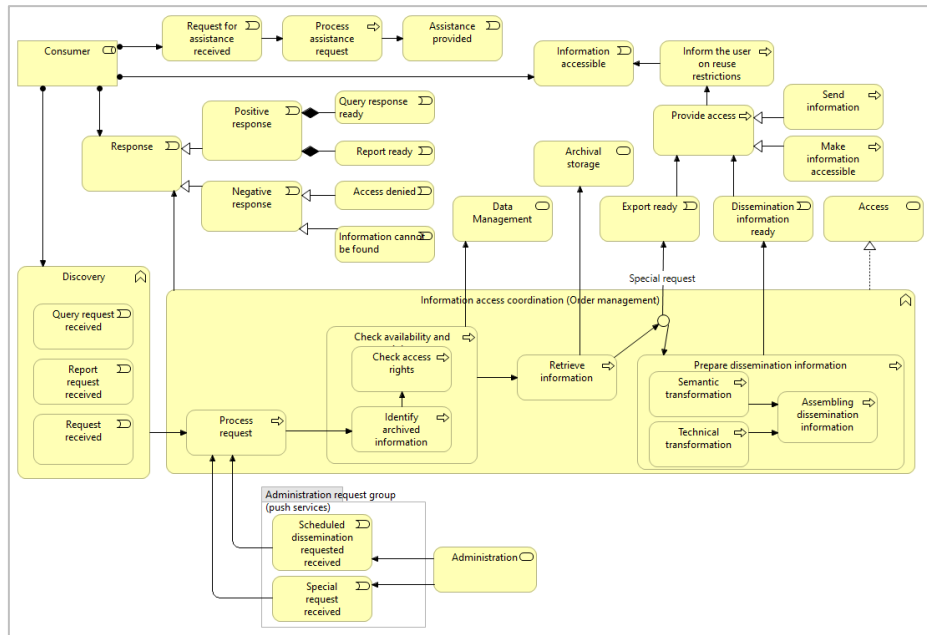 Request for
assistance
received
Process
assistance
request
Assistance
provided
Consumer
Information
accessible
Inform the user
on reuse
restrictions
Send
information
Provide access
Make
information
accessible
Positive
response
Query response
ready
Report ready
Response
Negative
response
Access denied
Information cannot
be found
Archival
storage
Data
Management
Export ready
Dissemination
information
ready
Access
Special request
Discovery
Query request
received
Report
request
received
Request
received
Information access coordination (Order management)
Process
request
Check availability and
Check access
rights
Identify
archived
information
Retrieve
information
Prepare dissemination information
Semantic
transformation
Technical
transformation
Assembling
dissemination
information
Administration request group
(push services)
Scheduled
dissemination
requested
received
Special
request
received
Administration